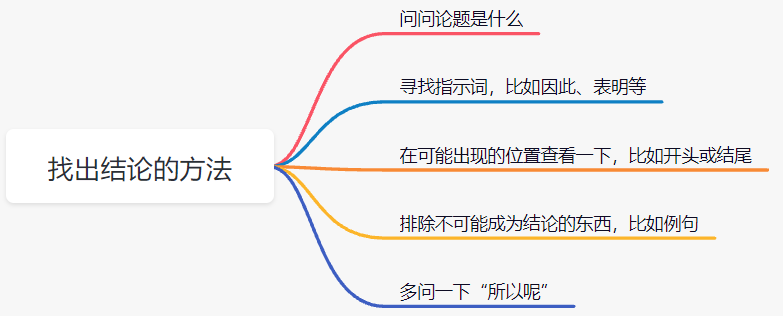 找出结论的方法
问问论题是什么
寻找指示词，比如因此、表明等
在可能出现的位置查看一下，比如开头或结尾
排除不可能成为结论的东西，比如例句
多问一下“所以呢”